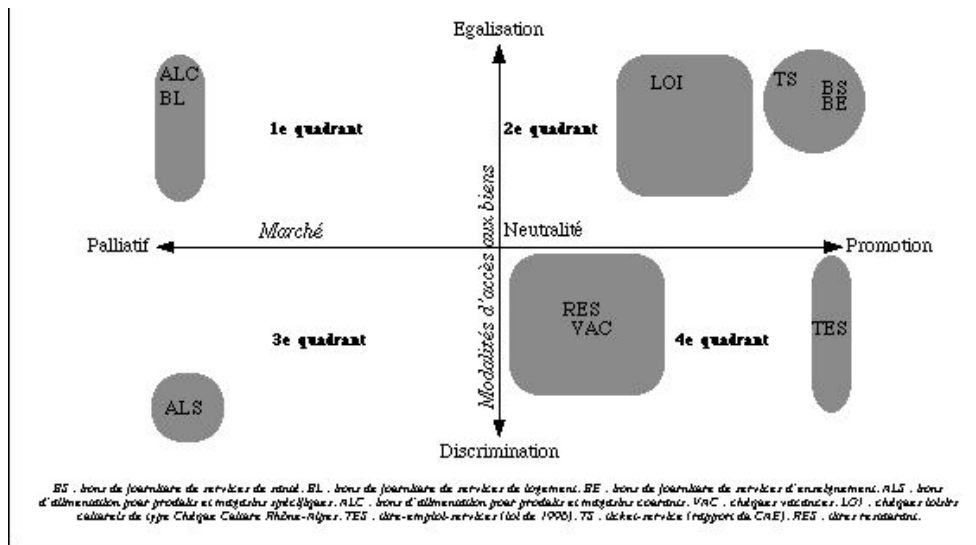 Egalisation
ALC
BL
LOI
TS
BS
BE
1e quadrant
2e quadrant
Modalités d'accès aux biens
Marché
Neutralité
Palliatif
Promotion
RES
VAC
TES
3e quadrant
4e quadrant
ALS
Discrimination
BS . bons de fourniture de services de santé. BL . bons de fourniture de services de logement. BE . bons de fourniture de services d'enseignement. ALS . bons
d'alimentation pour produits et magasins spécifiques. ALC . bons d'alimentation pour produits et magasins courants. VAC . chèques vacances. LOI . chèques loisirs
culturels de type Chèque Culture Rhône-Alpes. TES . titre-emploi-services (loi de). TS . ticket-service (rapport du CAE). RES . titres restaurant.